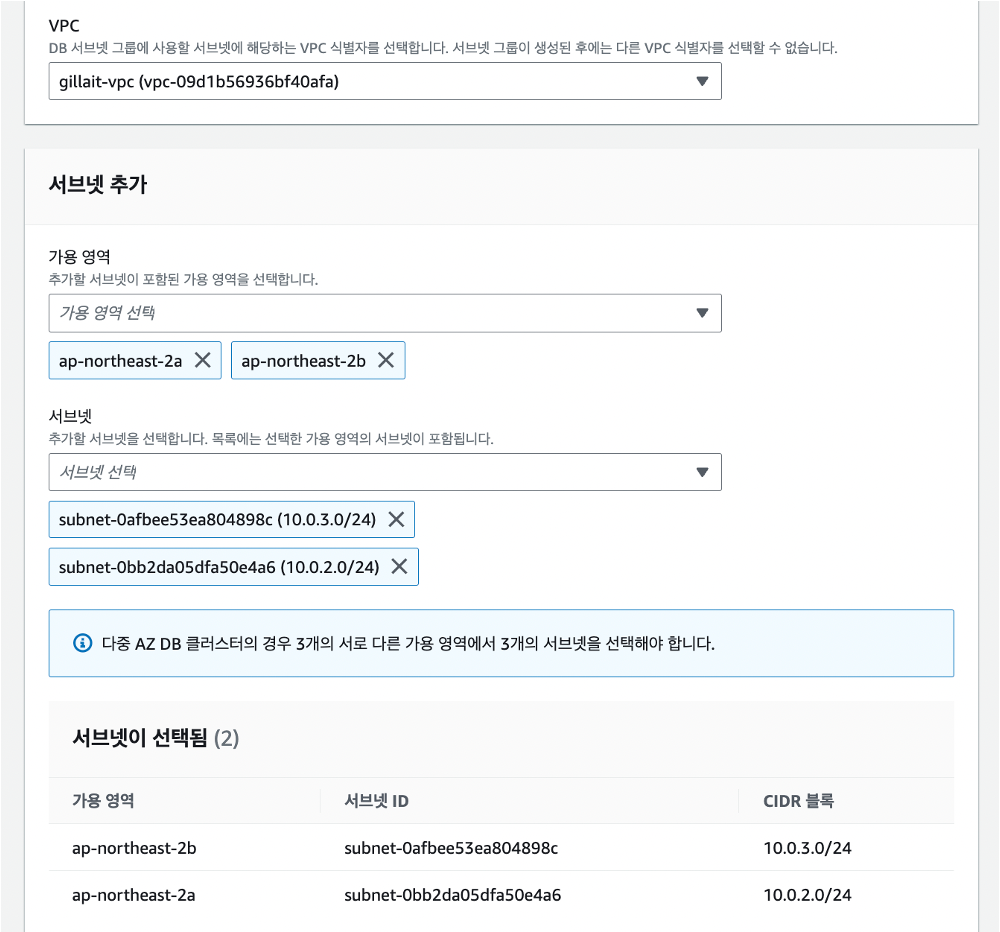 VPC
DB 서브넷 그룹에 사용할 서브넷에 해당하는 VPC 식별자를 선택합니다. 서브넷 그룹이 생성된 후에는 다른 VPC 식별자를 선택할 수 없습니다.
gillait-vpc (vpc-09d1b56936bf40afa)
서브넷 추가
가용 영역
추가할 서브넷이 포함된 가용 영역을 선택합니다.
가용 영역 선택
ap-northeast-2a ap-northeast-2b
서브넷
추가할 서브넷을 선택합니다. 목록에는 선택한 가용 영역의 서브넷이 포함됩니다.
서브넷 선택
subnet-0afbee53ea804898c (10.0.3.0/24)
subnet-0bb2da05dfa50e4a6 (10.0.2.0/24)
다중 AZ DB 클러스터의 경우 3개의 서로 다른 가용 영역에서 3개의 서브넷을 선택해야 합니다.
서브넷이 선택됨 (2)
가용 영역 서브넷 ID CIDR 블록
ap-northeast-2b subnet-0afbee53ea804898c 10.0.3.0/24
ap-northeast-2a subnet-0bb2da05dfa50e4a6 10.0.2.0/24